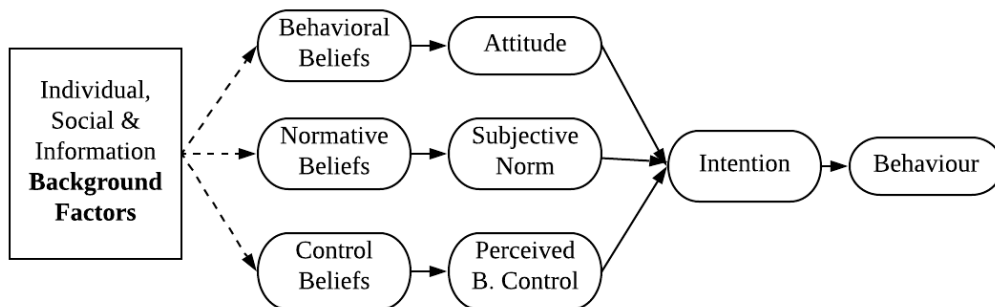 Individual,
Social &
Information
Background
Factors
Behavioral
Beliefs
Attitude
Normative
Beliefs
Subjective
Norm
Control
Beliefs
Perceived
B. Control
Intention
Behaviour